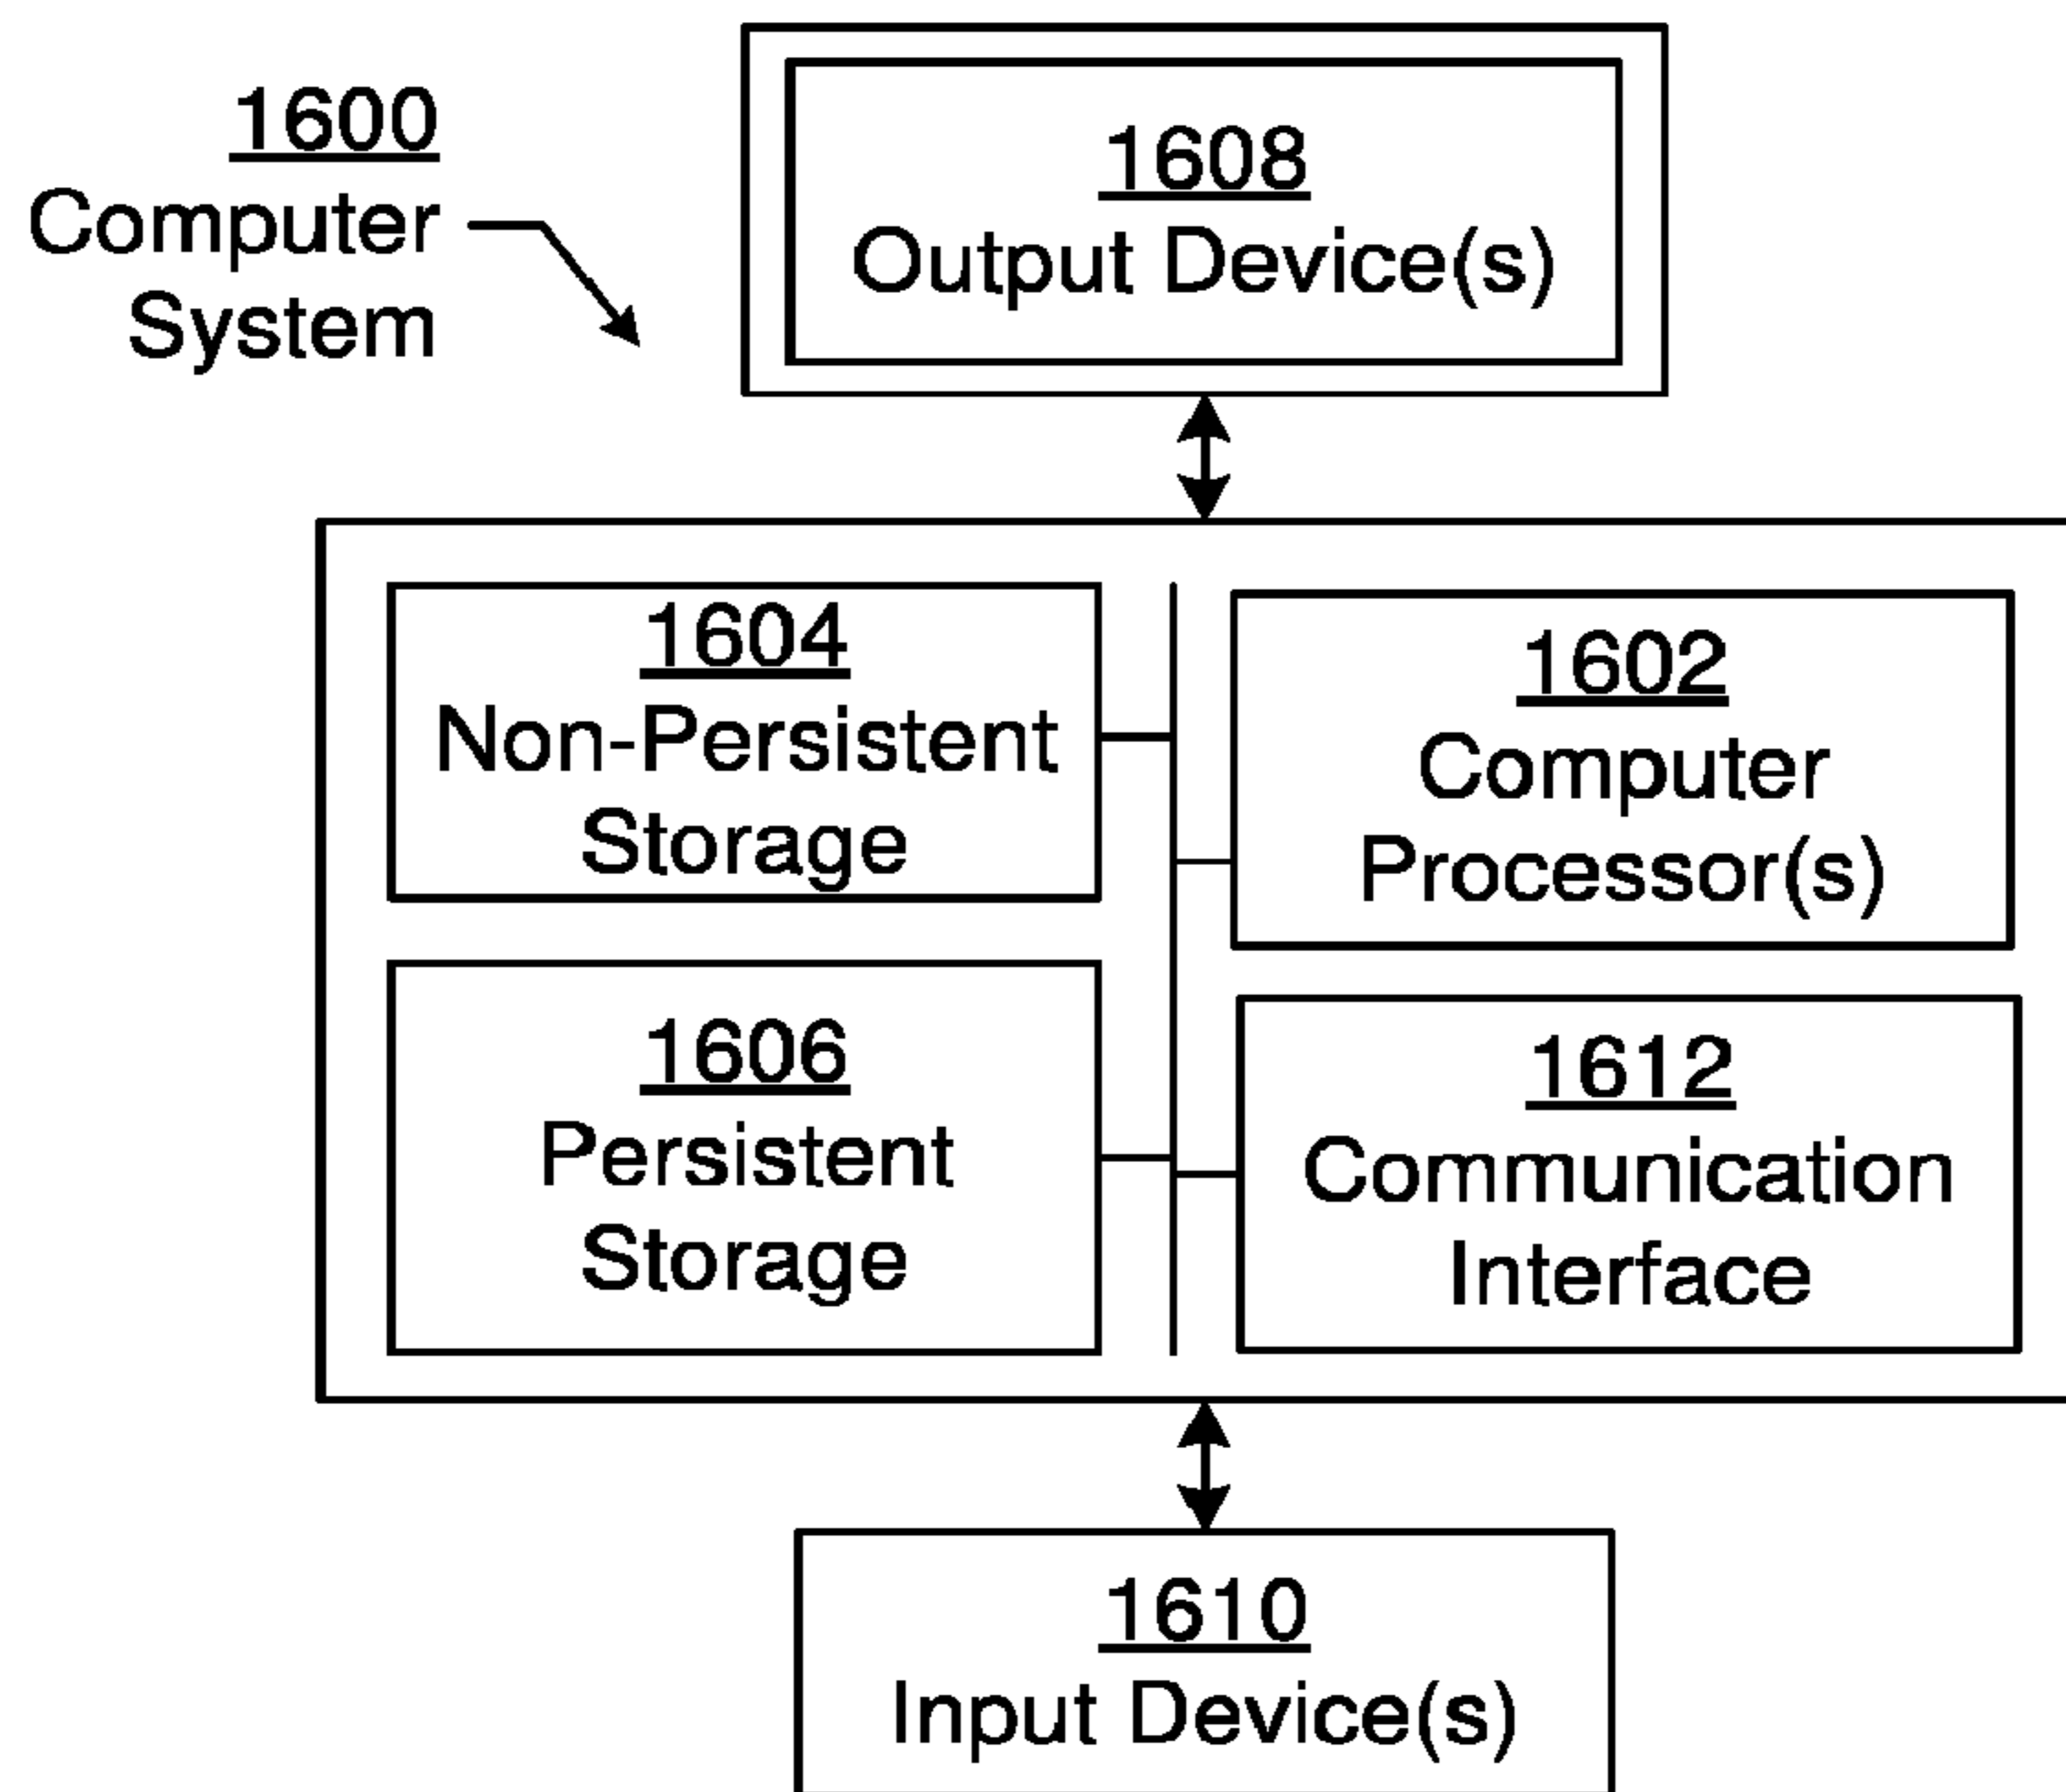 1600
Computer
System
1608
Output Device(s)
1604
Non-Persistent
Storage
1602
Computer
Processor(s)
1606
Persistent
Storage
1612
Communication
Interface
1610
Input Device(s)